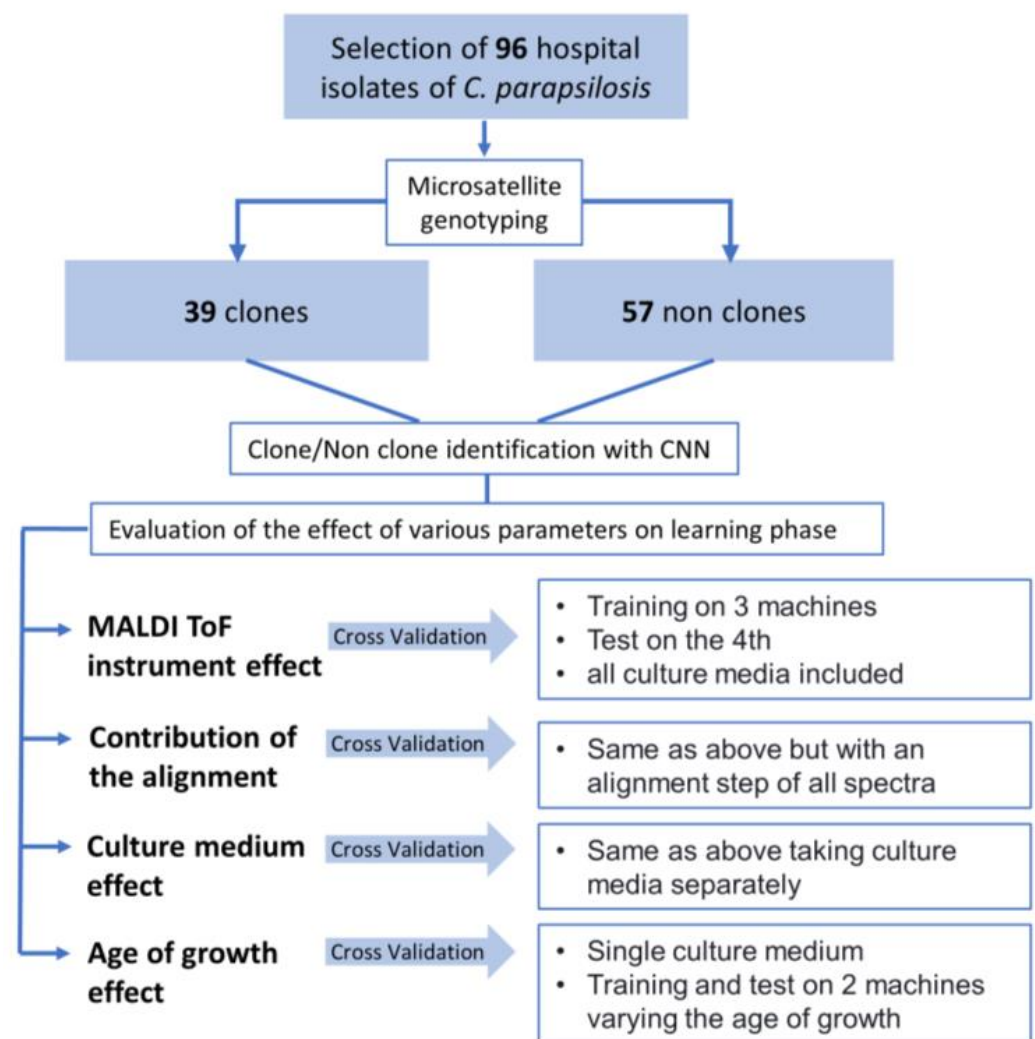 Selection of 96 hospital
isolates of C. parapsilosis
Microsatellite
genotyping
39 clones
57 non clones
Clone/Non clone identification with CNN
Evaluation of the effect of various parameters on learning phase
MALDI ToF
instrument effect
Cross Validation
• Training on 3 machines
• Test on the 4th
• all culture media included
Contribution of
the alignment
Cross Validation
• Same as above but with an
alignment step of all spectra
Culture medium
effect
Cross Validation
• Same as above taking culture
media separately
Age of growth
effect
Cross Validation
• Single culture medium
• Training and test on 2 machines
varying the age of growth